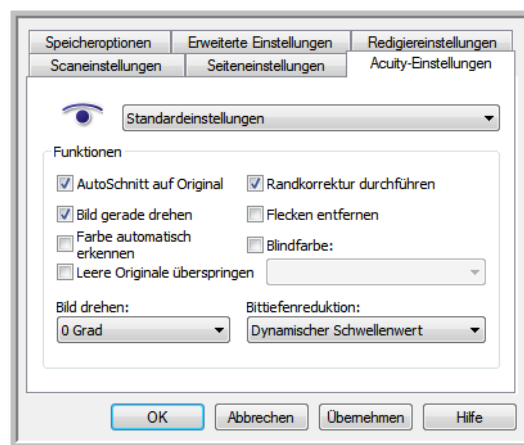 Speicheroptionen Erweiterte Einstellungen Redigiereinstellungen
Scaneinstellungen Seiteneinstellungen Acuity-Einstellungen
Standardeinstellungen
Funktionen
AutoSchnitt auf Original Randkorrektur durchführen
Bild gerade drehen Flecken entfernen
Farbe automatisch
erkennen Blindfarbe:
Leere Originale überspringen
Bild drehen: Bittiefenreduktion:
0 Grad Dynamischer Schwellenwert
OK Abbrechen Übernehmen Hilfe